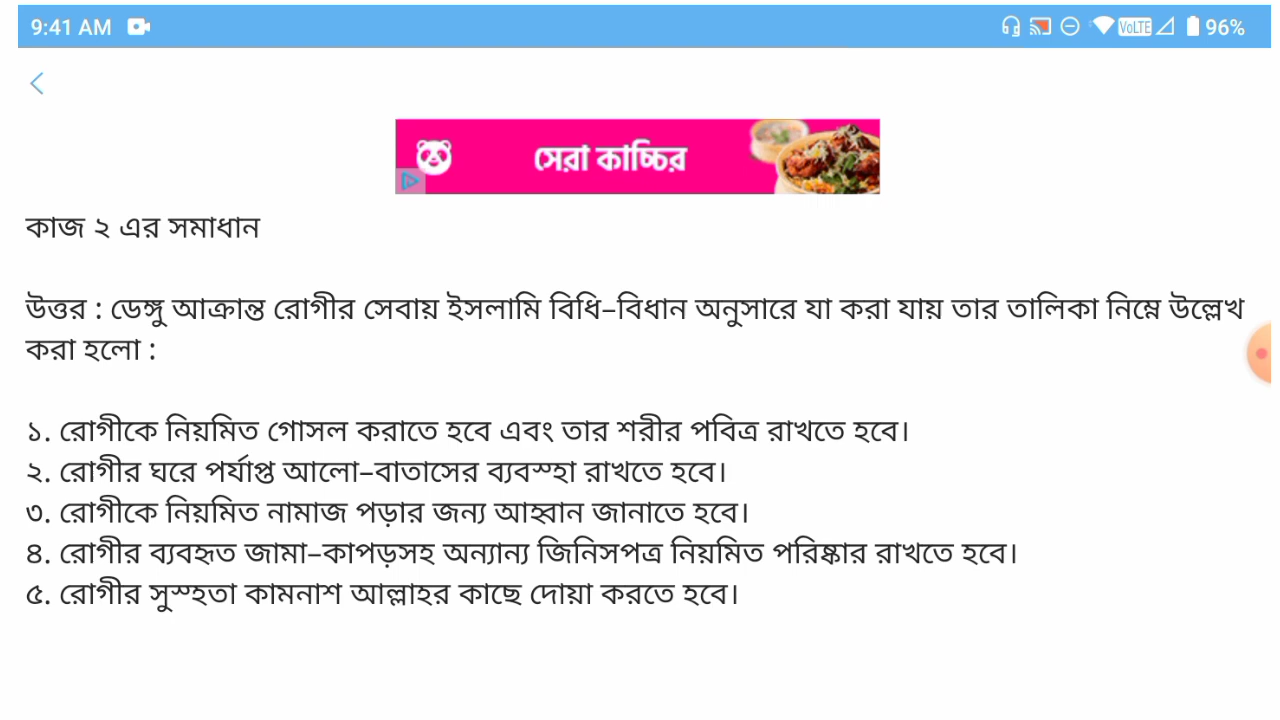 9:41 AM
VoLTE 96%
সেরা কাচ্চির
কাজ ২ এর সমাধান
উত্তর : ডেঙ্গু আক্রান্ত রোগীর সেবায় ইসলামি বিধি–বিধান অনুসারে যা করা যায় তার তালিকা নিম্নে উল্লেখ
করা হলো :
১. রোগীকে নিয়মিত গোসল করাতে হবে এবং তার শরীর পবিত্র রাখতে হবে।
২. রোগীর ঘরে পর্যাপ্ত আলো–বাতাসের ব্যবস্হা রাখতে হবে।
৩. রোগীকে নিয়মিত নামাজ পড়ার জন্য আহ্বান জানাতে হবে।
৪. রোগীর ব্যবহৃত জামা–কাপড়সহ অন্যান্য জিনিসপত্র নিয়মিত পরিষ্কার রাখতে হবে।
৫. রোগীর সুস্হতা কামনাশ আল্লাহর কাছে দোয়া করতে হবে।